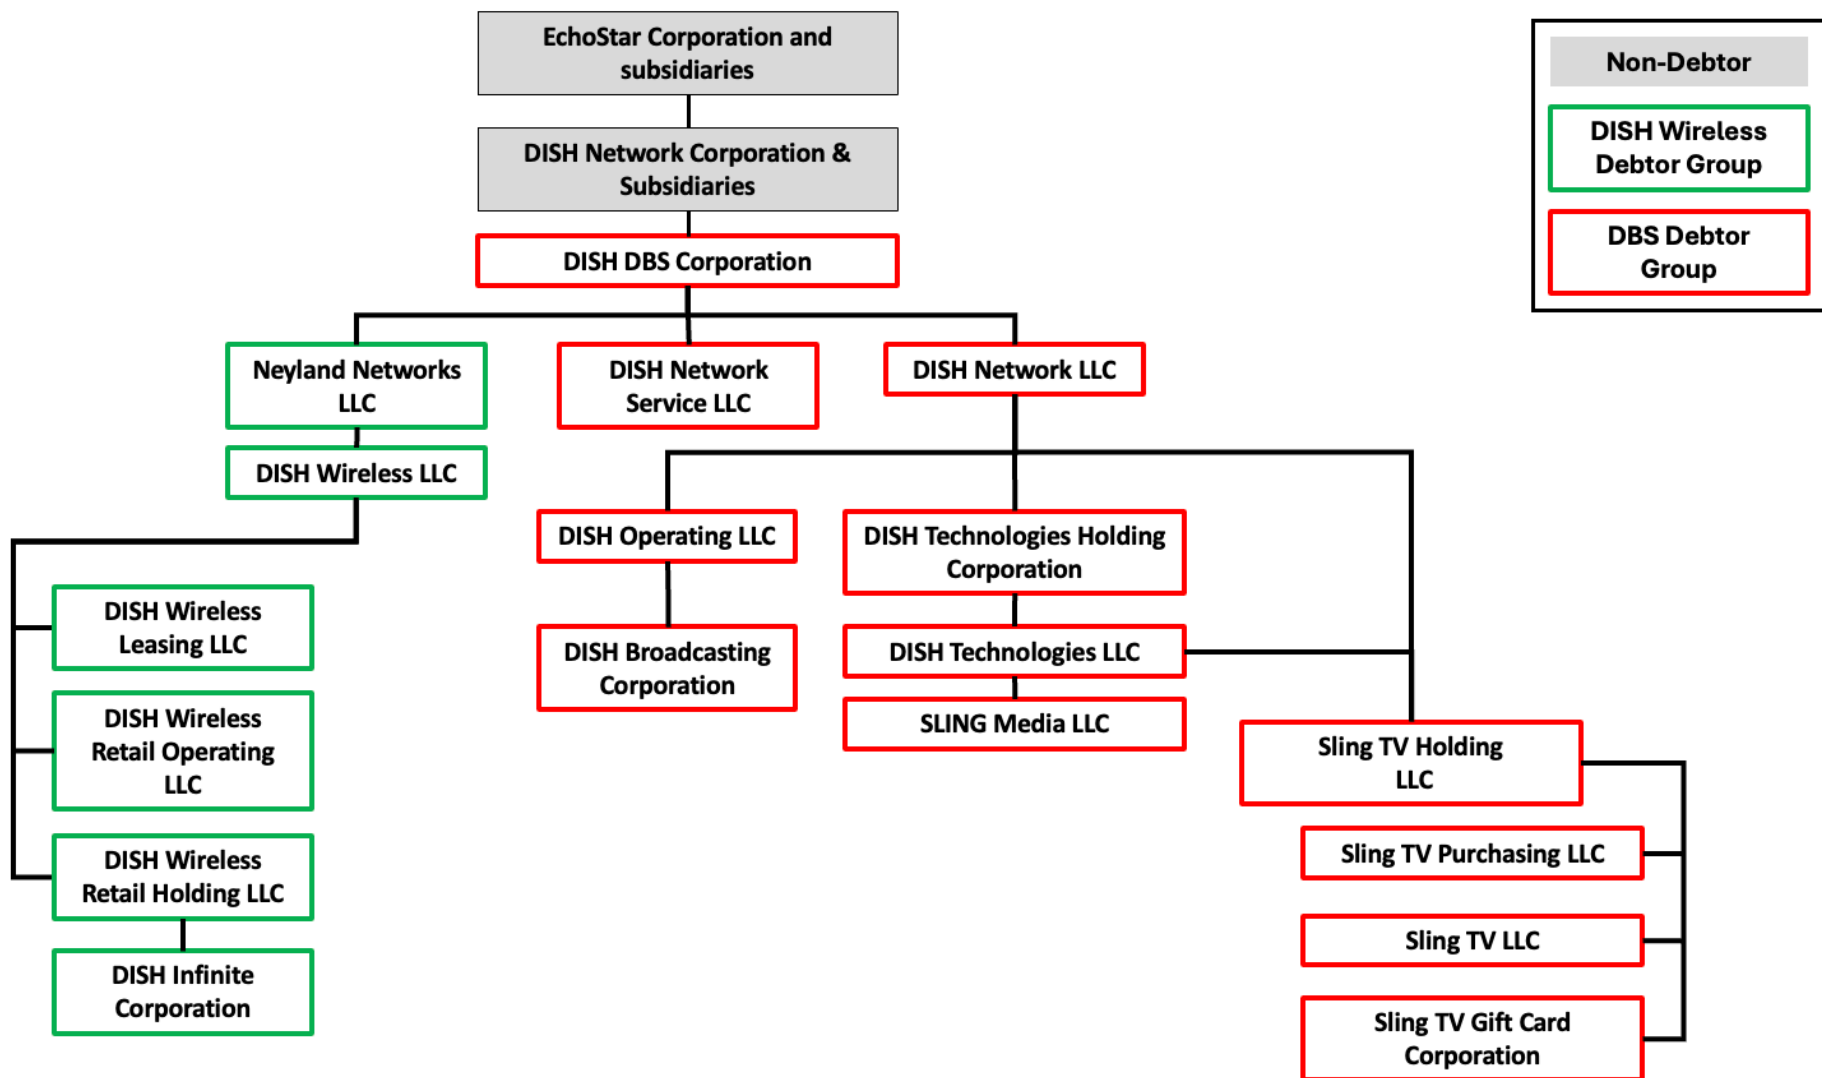 EchoStar Corporation and
subsidiaries
DISH Network Corporation &
Subsidiaries
DISH DBS Corporation
Non-Debtor
DISH Wireless
Debtor Group
DBS Debtor
Group
Neyland Networks
LLC
DISH Network
Service LLC
DISH Network LLC
DISH Wireless LLC
DISH Operating LLC
DISH Technologies Holding
Corporation
DISH Wireless
Leasing LLC
DISH Broadcasting
Corporation
DISH Technologies LLC
DISH Wireless
Retail Operating
LLC
SLING Media LLC
Sling TV Holding
LLC
DISH Wireless
Retail Holding LLC
Sling TV Purchasing LLC
Sling TV LLC
DISH Infinite
Corporation
Sling TV Gift Card
Corporation